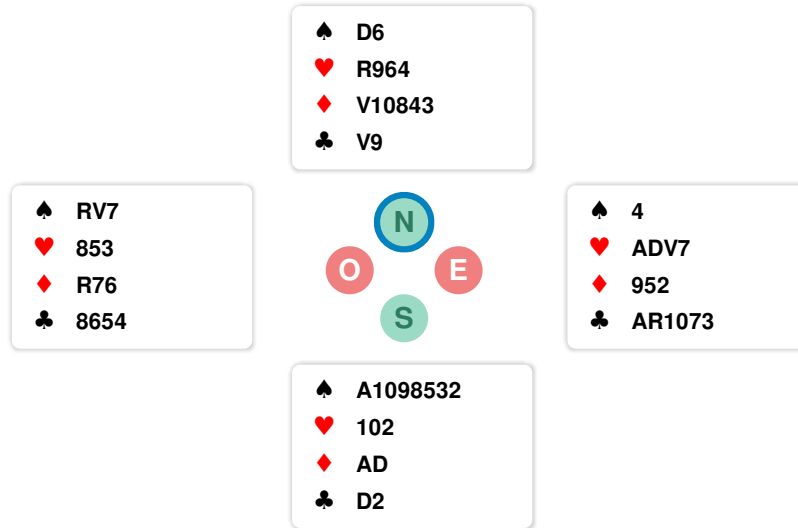 ♠ D6
♥ R964
♦ V10843
♣ V9
♠ RV7
♥ 853
♦ R76
♣ 8654
N
O E
S
♠ 4
♥ ADV7
♦ 952
♣ AR1073
♠ A1098532
♥ 102
♦ AD
♣ D2